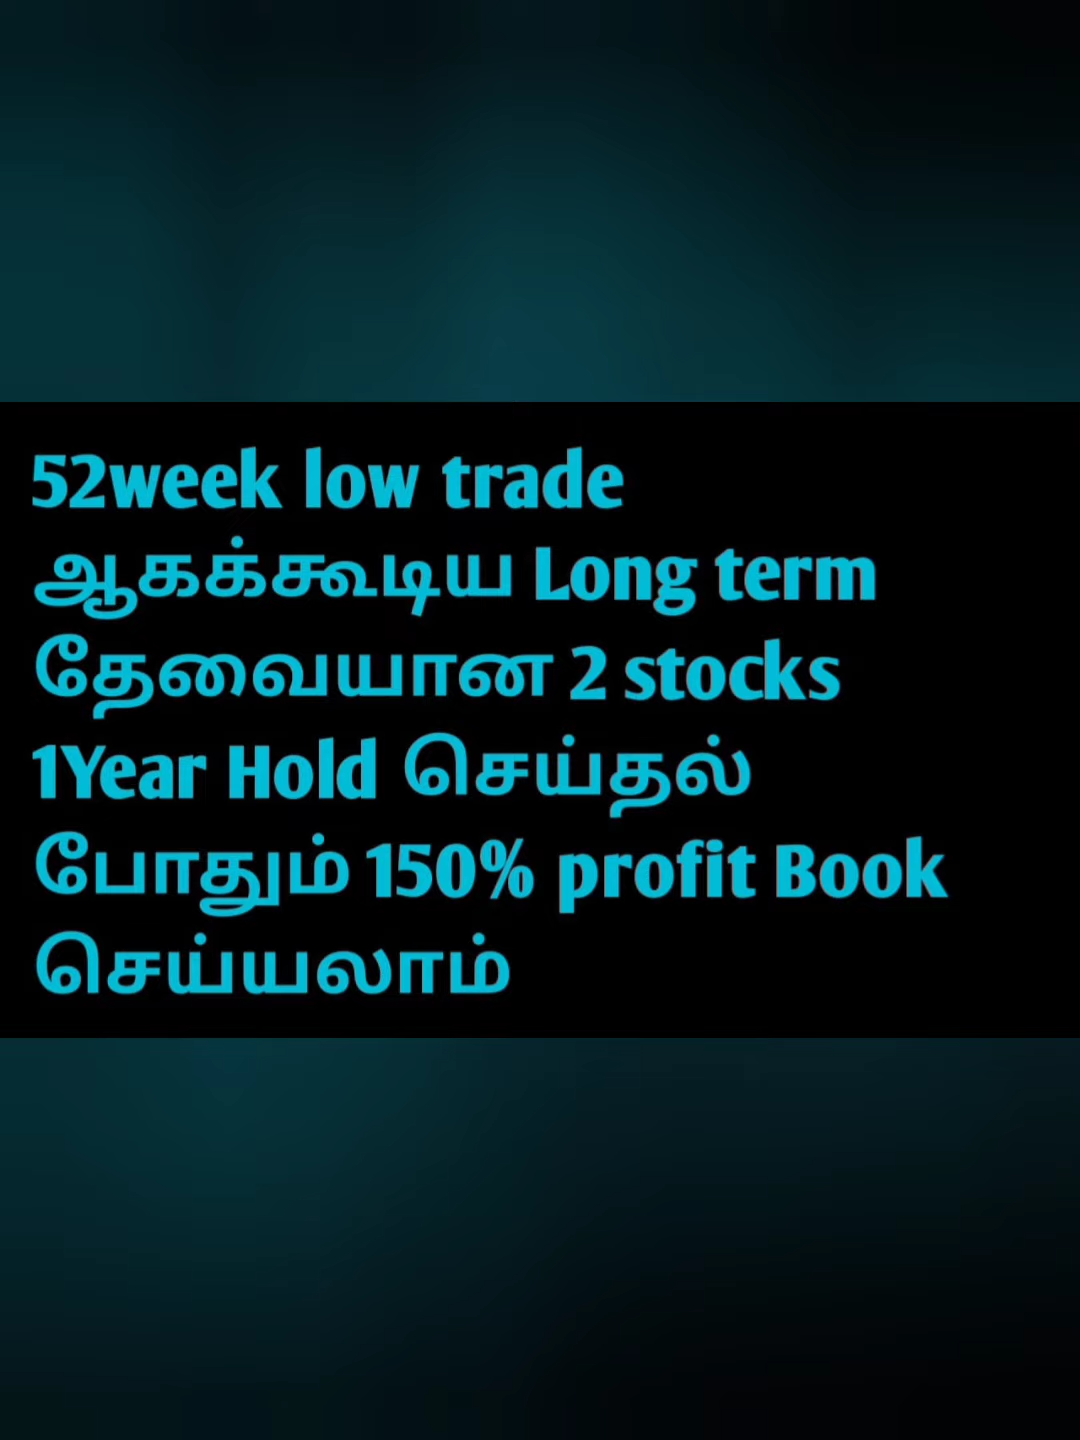 52week low trade
ஆகக்கூடிய Long term
தேவையான 2 stocks
1Year Hold செய்தல்
போதும் 150% profit Book
செய்யலாம்